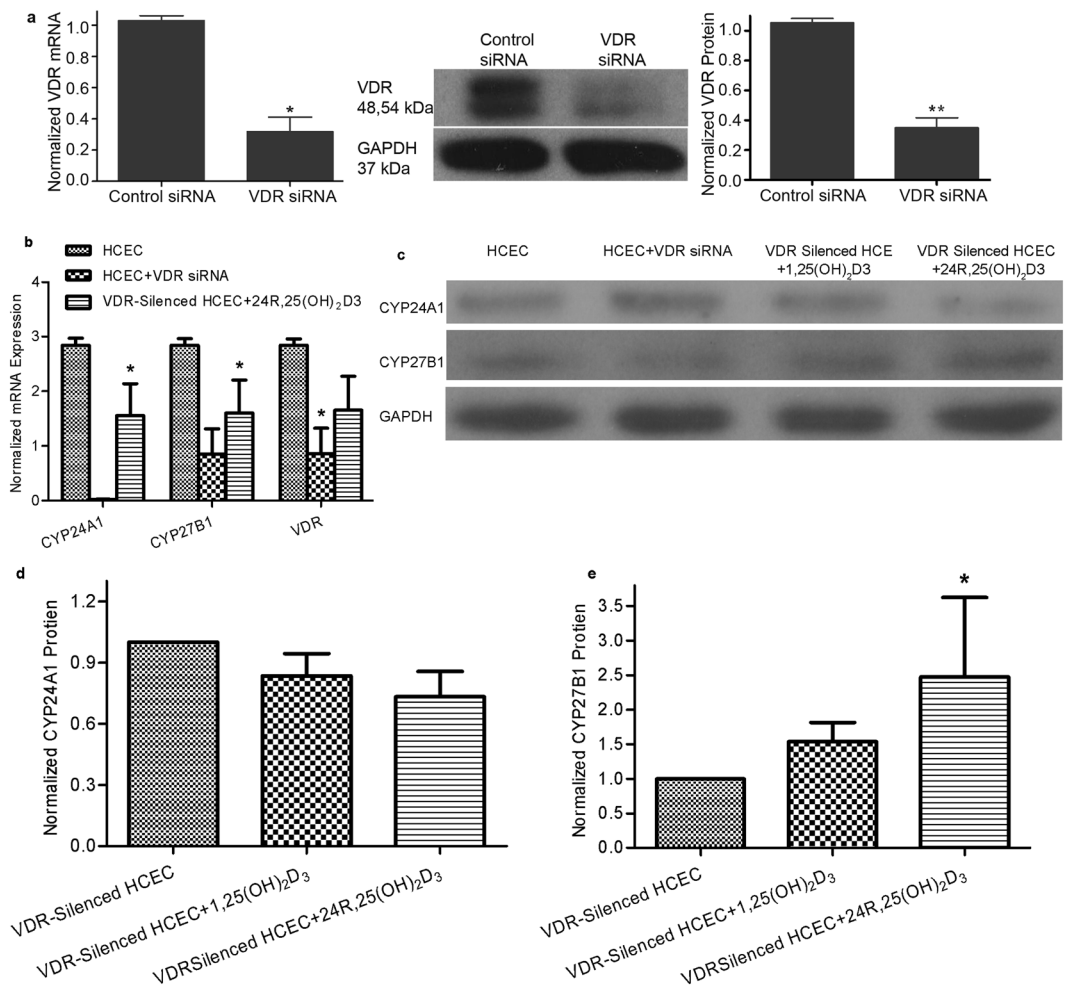 a
Normalized VDR mRNA
1.0
0.8
0.6
0.4
0.2
0.0
*
Control siRNA
VDR siRNA
Control
siRNA
VDR
siRNA
VDR
48,54 kDa
GAPDH
37 kDa
Normalized VDR Protein
1.0
0.8
0.6
0.4
0.2
0.0
**
Control siRNA
VDR siRNA
b
HCEC
HCEC+VDR siRNA
VDR-Silenced HCEC+24R,25(OH)2D3
Normalized mRNA Expression
4
3
2
1
0
*
*
*
CYP24A1
CYP27B1
VDR
c
HCEC
HCEC+VDR siRNA
VDR Silenced HCE
+1,25(OH)2D3
VDR Silenced HCEC
+24R,25(OH)2D3
CYP24A1
CYP27B1
GAPDH
d
Normalized CYP24A1 Protien
1.2
0.9
0.6
0.3
0.0
VDR-Silenced HCEC
VDR-Silenced HCEC+1,25(OH)2D3
VDRSilenced HCEC+24R,25(OH)2D3
e
Normalized CYP27B1 Protien
3.5
3.0
2.5
2.0
1.5
1.0
0.5
0.0
*
VDR-Silenced HCEC
VDR-Silenced HCEC+1,25(OH)2D3
VDRSilenced HCEC+24R,25(OH)2D3